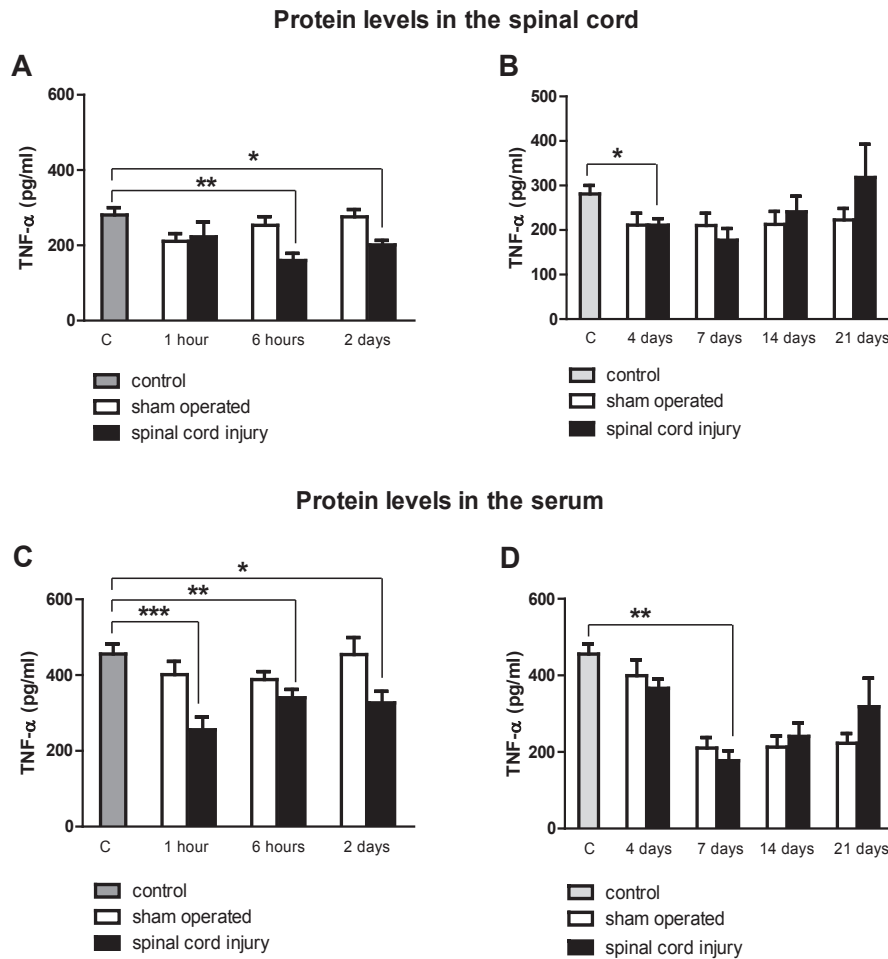 Protein levels in the spinal cord
A
TNF-α (pg/ml)
600
400
200
0
*
**
C 1 hour 6 hours 2 days
control
sham operated
spinal cord injury
B
TNF-α (pg/ml)
500
400
300
200
100
0
*
C 4 days 7 days 14 days 21 days
control
sham operated
spinal cord injury
Protein levels in the serum
C
TNF-α (pg/ml)
600
400
200
0
*
**
***
C 1 hour 6 hours 2 days
control
sham operated
spinal cord injury
D
TNF-α (pg/ml)
600
400
200
0
**
C 4 days 7 days 14 days 21 days
control
sham operated
spinal cord injury